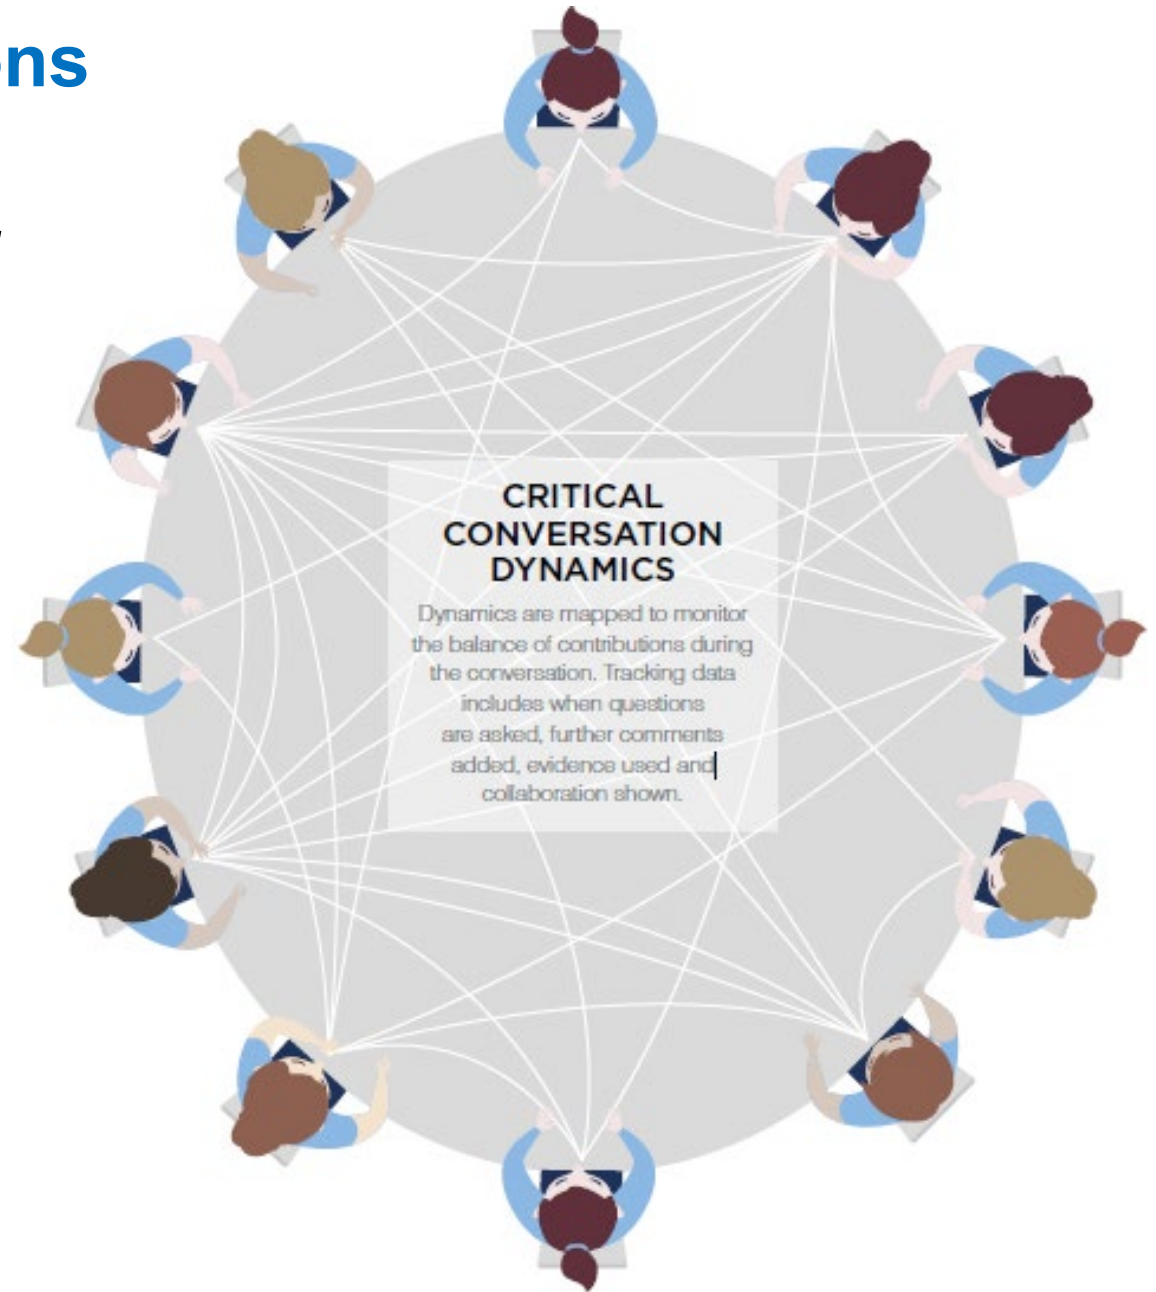 ns
CRITICAL
CONVERSATION
DYNAMICS
Dynamics are mapped to monitor
the balance of contributions during
the conversation. Tracking data
includes when questions
are asked, further comments
added, evidence used and
collaboration shown.